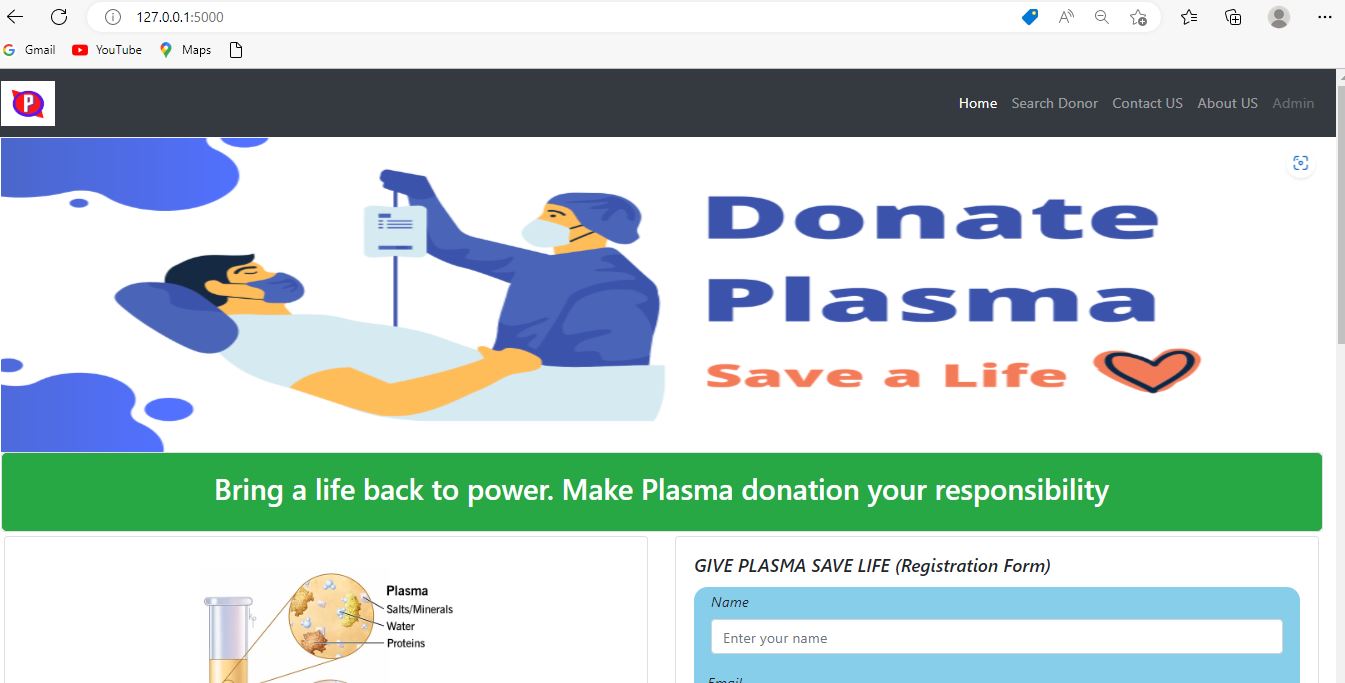 127.0.0.1:5000
Gmail YouTube Maps
P
Home Search Donor Contact US About US Admin
Donate
Plasma
Save a Life
Bring a life back to power. Make Plasma donation your responsibility
Plasma
Salts/Minerals
Water
Proteins
GIVE PLASMA SAVE LIFE (Registration Form)
Name
Enter your name
Email